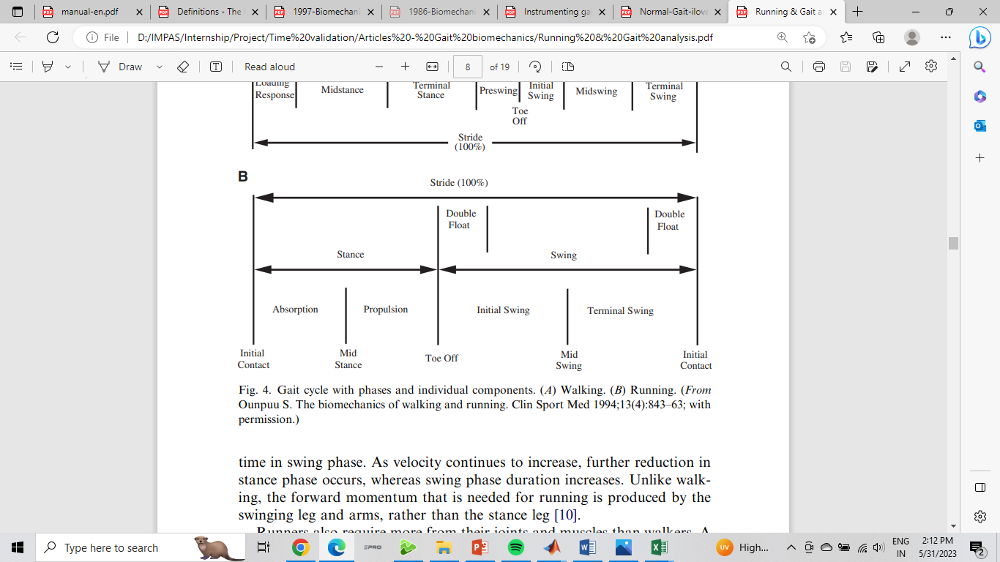 manual-en.pdf
Definitions - The
1997-Biomechani
1986-Biomechani
Instrumenting ga
Normal-Gait-ilove
Running & Gait a
File
D:/IMPAS/Internship/Project/Time%20validation/Articles%20-%20Gait%20biomechanics/Running%20&%20Gait%20analysis.pdf
Draw
Read aloud
8
of 19
Loading
Response
Midstance
Terminal
Stance
Preswing
Initial
Swing
Midswing
Terminal
Swing
Toe
Off
Stride
(100%)
B
Stride (100%)
Double
Float
Double
Float
Stance
Swing
Absorption
Propulsion
Initial Swing
Terminal Swing
Initial
Contact
Mid
Stance
Toe Off
Mid
Swing
Initial
Contact
Fig. 4. Gait cycle with phases and individual components. (A) Walking. (B) Running. (From
Ounpuu S. The biomechanics of walking and running. Clin Sport Med 1994;13(4):843–63; with
permission.)
time in swing phase. As velocity continues to increase, further reduction in
stance phase occurs, whereas swing phase duration increases. Unlike walk-
ing, the forward momentum that is needed for running is produced by the
swinging leg and arms, rather than the stance leg [10].
Runners also require more from their joints and muscles than walkers. A
Type here to search
PRO
UV
High...
ENG
IN
2:12 PM
5/31/2023
2